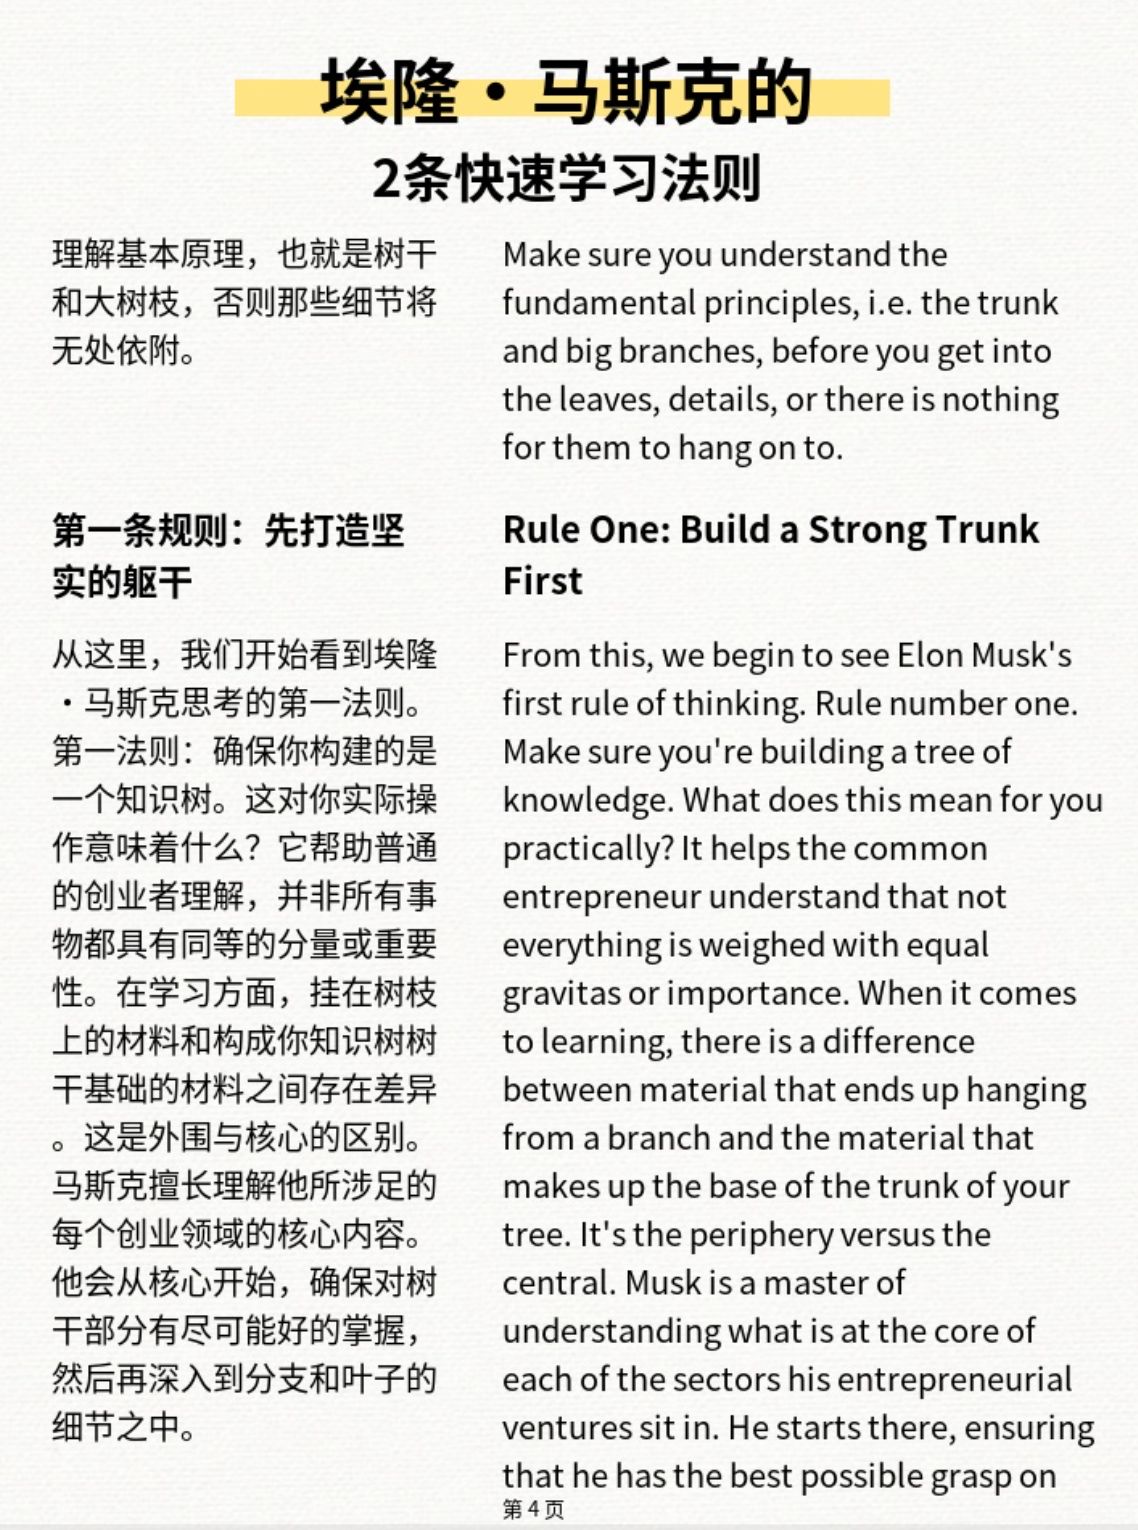 埃隆·马斯克的
2条快速学习法则
理解基本原理，也就是树干
和大树枝，否则那些细节将
无处依附。
Make sure you understand the
fundamental principles, i.e. the trunk
and big branches, before you get into
the leaves, details, or there is nothing
for them to hang on to.
第一条规则：先打造坚
实的躯干
Rule One: Build a Strong Trunk
First
从这里，我们开始看到埃隆
·马斯克思考的第一法则。
第一法则：确保你构建的是
一个知识树。这对你实际操
作意味着什么？它帮助普通
的创业者理解，并非所有事
物都具有同等的分量或重要
性。在学习方面，挂在树枝
上的材料和构成你知识树树
干基础的材料之间存在差异
。这是外围与核心的区别。
马斯克擅长理解他所涉足的
每个创业领域的核心内容。
他会从核心开始，确保对树
干部分有尽可能好的掌握，
然后再深入到分支和叶子的
细节之中。
From this, we begin to see Elon Musk's
first rule of thinking. Rule number one.
Make sure you're building a tree of
knowledge. What does this mean for you
practically? It helps the common
entrepreneur understand that not
everything is weighed with equal
gravitas or importance. When it comes
to learning, there is a difference
between material that ends up hanging
from a branch and the material that
makes up the base of the trunk of your
tree. It's the periphery versus the
central. Musk is a master of
understanding what is at the core of
each of the sectors his entrepreneurial
ventures sit in. He starts there, ensuring
that he has the best possible grasp on
第 4 页